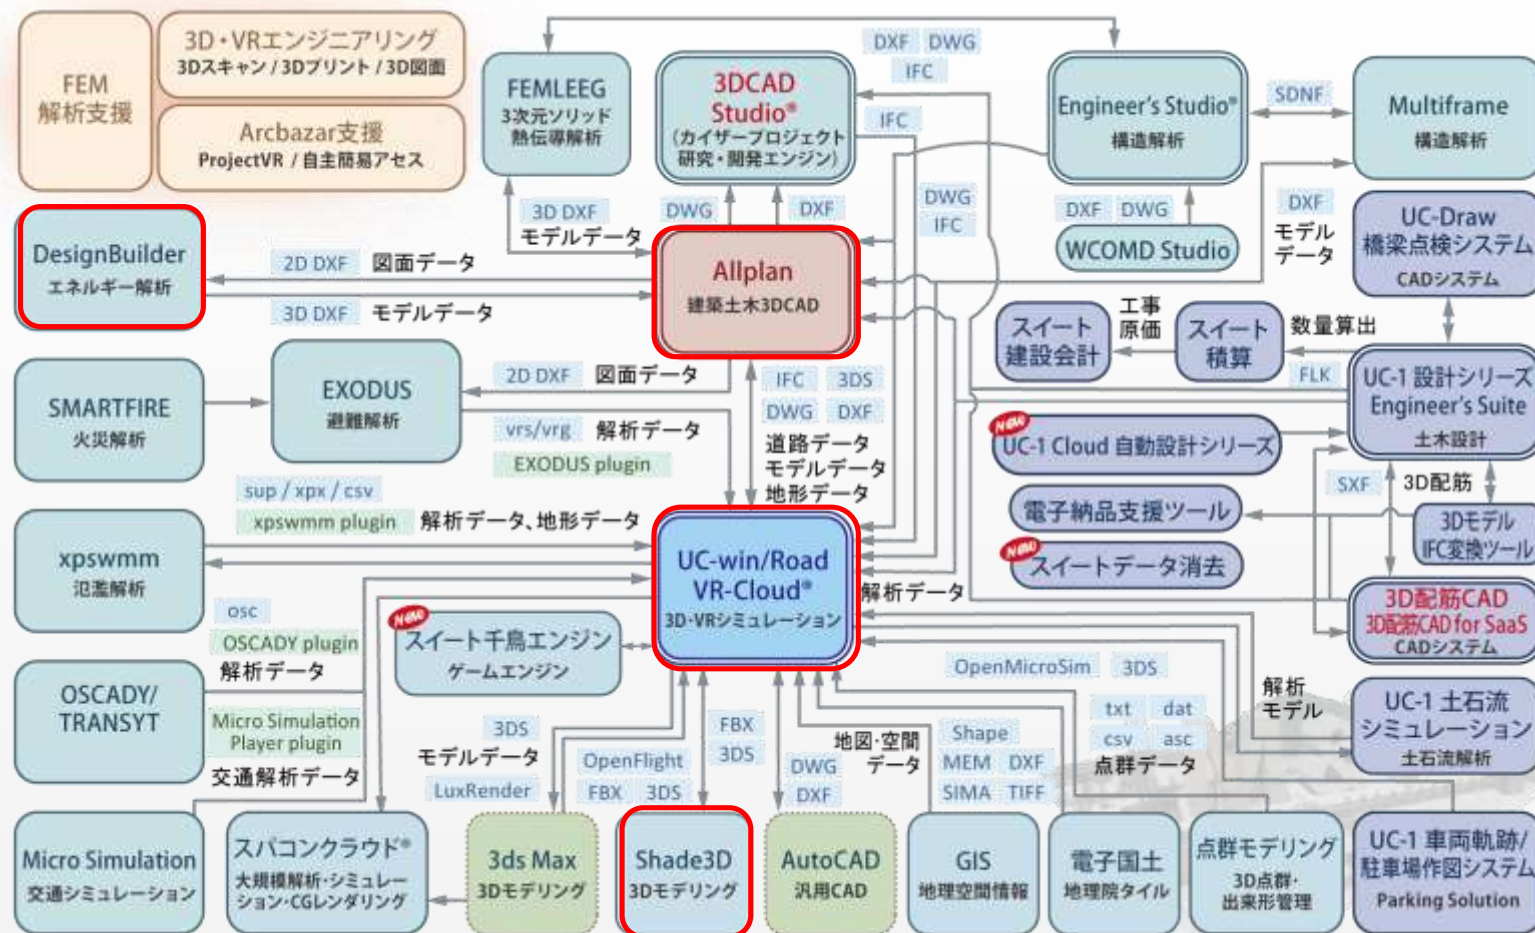 FEM
解析支援
3D・VRエンジニアリング
3Dスキャン / 3Dプリント / 3D図面
Arcbazar支援
ProjectVR / 自主簡易アセス
FEMLEEG
3次元ソリッド
熱伝導解析
3DCAD
Studio®
(カイザープロジェクト
研究・開発エンジン)
DXF DWG
IFC
IFC
Engineer's Studio®
構造解析
SDNF
Multiframe
構造解析
DesignBuilder
エネルギー解析
2D DXF 図面データ
3D DXF モデルデータ
3D DXF
モデルデータ
DWG
DXF
Allplan
建築土木3DCAD
DWG
IFC
DXF DWG
WCOMD Studio
DXF
モデル
データ
UC-Draw
橋梁点検システム
CADシステム
スイート
建設会計
工事
原価
スイート
積算
数量算出
FLK
UC-1 設計シリーズ
Engineer's Suite
土木設計
SMARTFIRE
火災解析
EXODUS
避難解析
2D DXF 図面データ
vrs/vrg 解析データ
EXODUS plugin
IFC 3DS
DWG DXF
道路データ
モデルデータ
地形データ
NEW
UC-1 Cloud 自動設計シリーズ
電子納品支援ツール
NEW
スイートデータ消去
SXF
3D配筋
3Dモデル
IFC変換ツール
3D配筋CAD
3D配筋CAD for SaaS
CADシステム
sup / xpx / csv
xpswmm plugin 解析データ、地形データ
xpswmm
氾濫解析
UC-win/Road
VR-Cloud®
3D・VRシミュレーション
解析データ
osc
OSCADY plugin
解析データ
NEW
スイート千鳥エンジン
ゲームエンジン
OSCADY/
TRANSYT
Micro Simulation
Player plugin
交通解析データ
3DS
モデルデータ
LuxRender
OpenFlight
FBX 3DS
FBX
3DS
DWG
DXF
地図・空間
データ
Shape
MEM DXF
SIMA TIFF
OpenMicroSim 3DS
txt dat
csv asc
点群データ
解析
モデル
UC-1 土石流
シミュレーション
土石流解析
Micro Simulation
交通シミュレーション
スパコンクラウド®
大規模解析・シミュレー
ション・CGレンダリング
3ds Max
3Dモデリング
Shade3D
3Dモデリング
AutoCAD
汎用CAD
GIS
地理空間情報
電子国土
地理院タイル
点群モデリング
3D点群・
出来形管理
UC-1 車両軌跡/
駐車場作図システム
Parking Solution